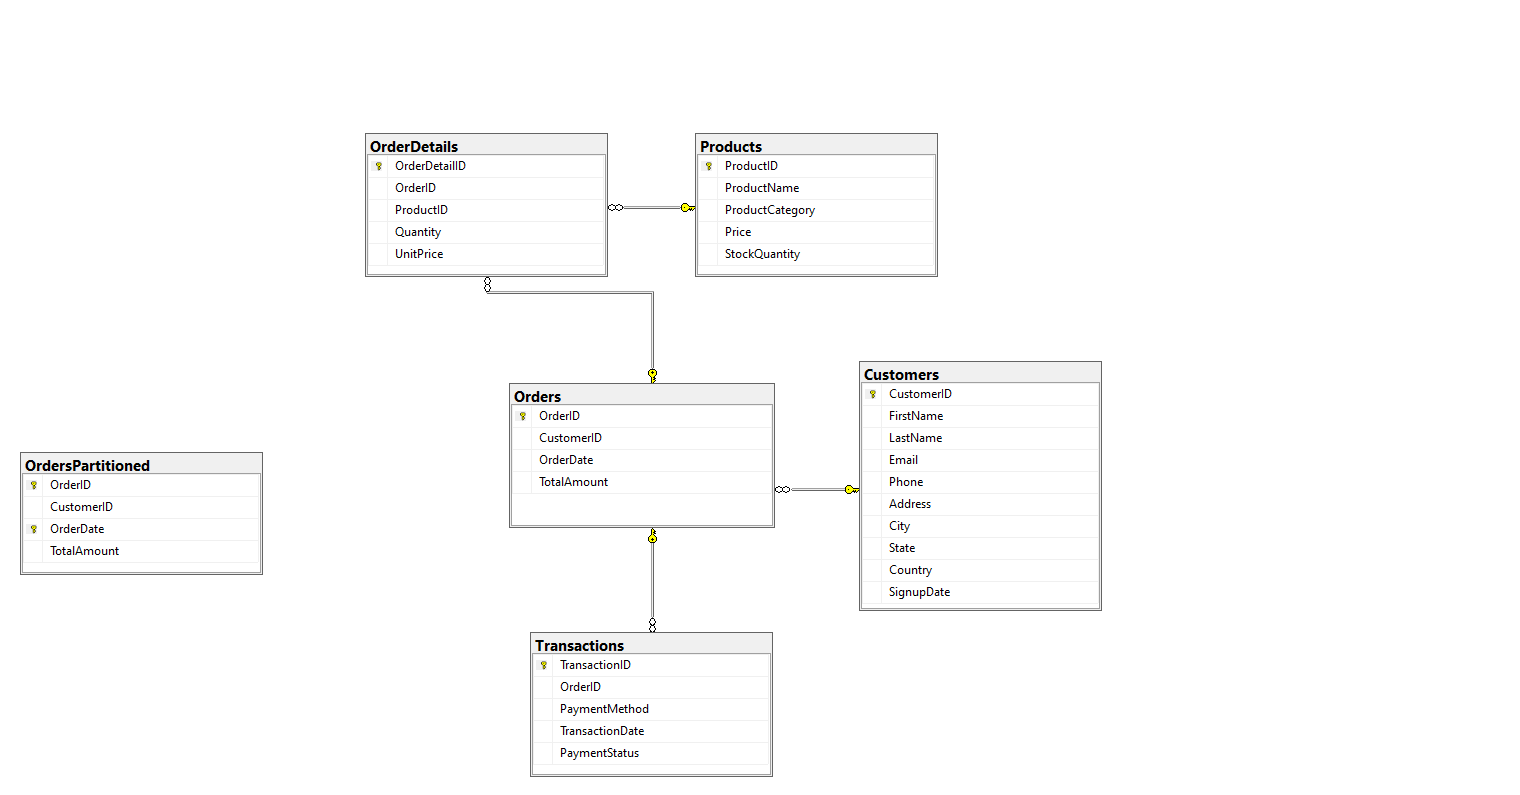 OrderDetails
OrderDetailID
OrderID
ProductID
Quantity
UnitPrice
Products
ProductID
ProductName
ProductCategory
Price
StockQuantity
Orders
OrderID
CustomerID
OrderDate
TotalAmount
Customers
CustomerID
FirstName
LastName
Email
Phone
Address
City
State
Country
SignupDate
OrdersPartitioned
OrderID
CustomerID
OrderDate
TotalAmount
Transactions
TransactionID
OrderID
PaymentMethod
TransactionDate
PaymentStatus